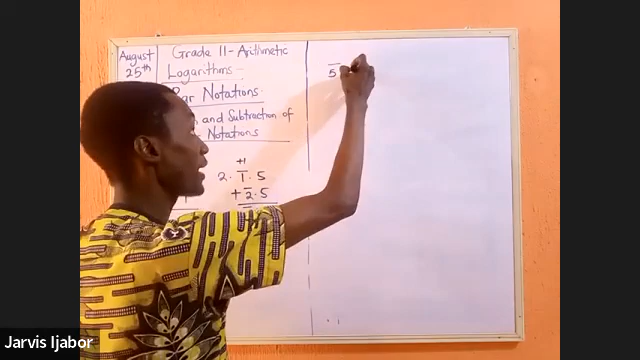 August
25th
Grade 11 - Arithmetic
Logarithms -
Bar Notations.
and Subtraction of
Notations
+1
2. 1̅ . 5
+ 2̅ . 5
5̅
Jarvis Ijabor